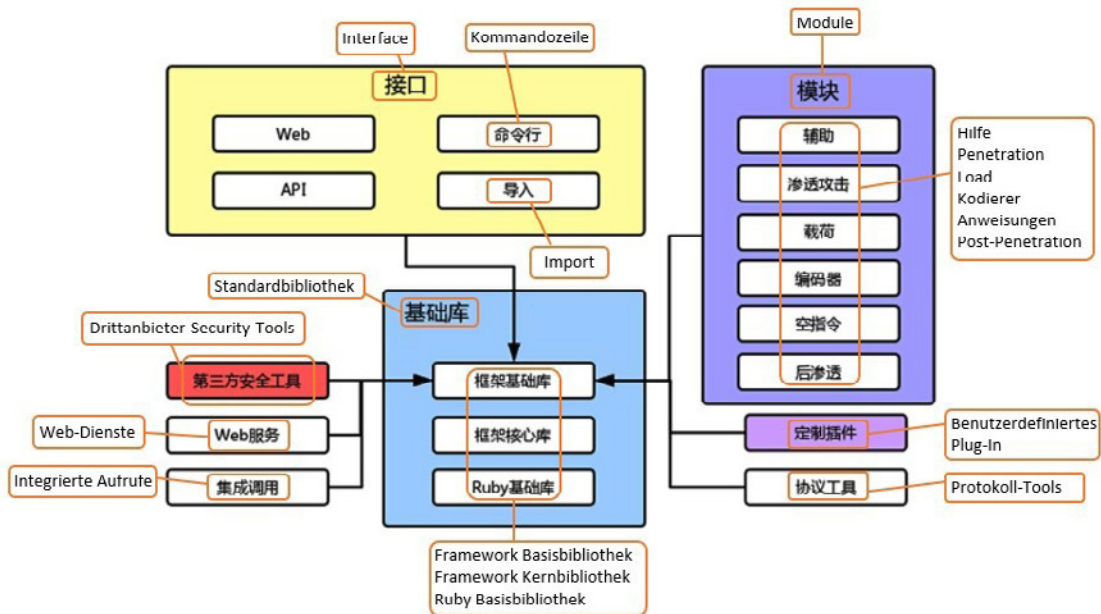 Interface
Kommandozeile
Module
接口
模块
Web
命令行
辅助
Hilfe
Penetration
Load
Kodierer
Anweisungen
Post-Penetration
API
导入
渗透攻击
载荷
Import
编码器
Standardbibliothek
基础库
空指令
Drittanbieter Security Tools
第三方安全工具
框架基础库
后渗透
Web-Dienste
Web服务
框架核心库
定制插件
Benutzerdefiniertes
Plug-In
Integrierte Aufrufe
集成调用
Ruby基础库
协议工具
Protokoll-Tools
Framework Basisbibliothek
Framework Kernbibliothek
Ruby Basisbibliothek